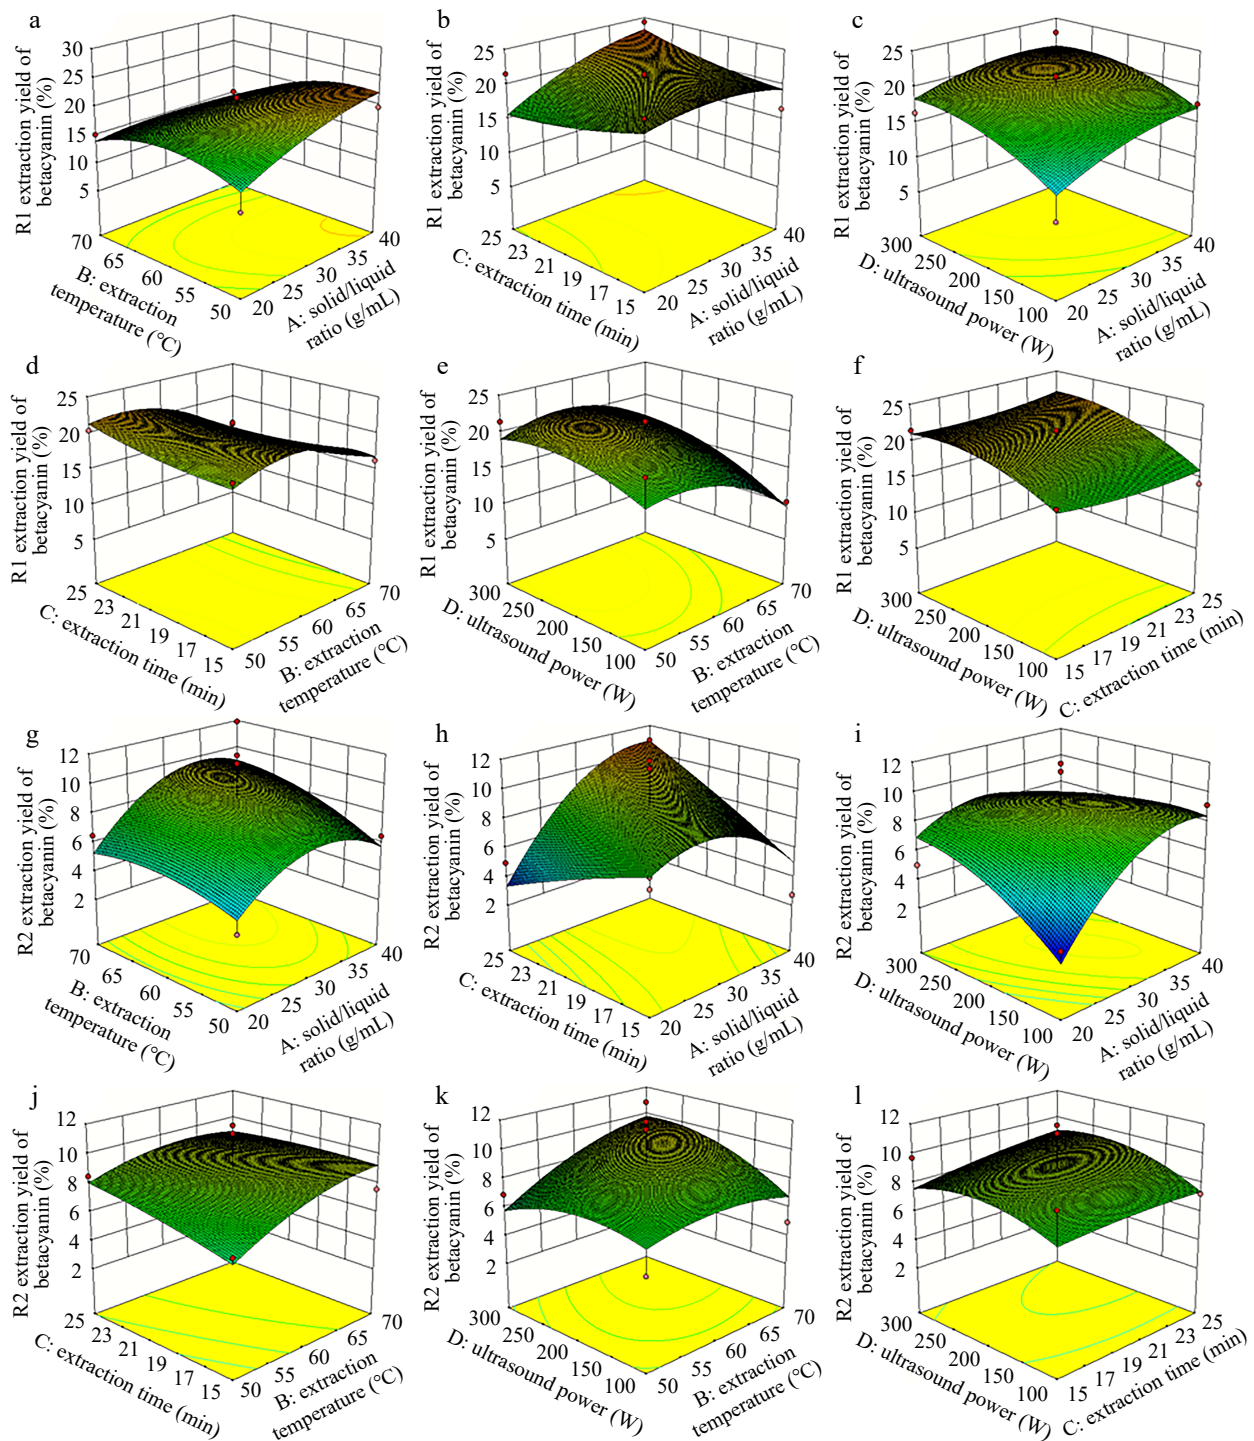 a
R1 extraction yield of
betacyanin (%)
30
25
20
15
10
5
70
65
60
55
50
B: extraction
temperature (°C)
20
25
30
35
40
A: solid/liquid
ratio (g/mL)
b
R1 extraction yield of
betacyanin (%)
25
20
15
10
5
25
23
21
19
17
15
C: extraction time (min)
20
25
30
35
40
A: solid/liquid
ratio (g/mL)
c
R1 extraction yield of
betacyanin (%)
25
20
15
10
5
300
250
200
150
100
D: ultrasound power (W)
20
25
30
35
40
A: solid/liquid
ratio (g/mL)
d
R1 extraction yield of
betacyanin (%)
25
20
15
10
5
25
23
21
19
17
15
C: extraction time (min)
50
55
60
65
70
B: extraction
temperature (°C)
e
R1 extraction yield of
betacyanin (%)
25
20
15
10
5
300
250
200
150
100
D: ultrasound power (W)
50
55
60
65
70
B: extraction
temperature (°C)
f
R1 extraction yield of
betacyanin (%)
25
20
15
10
5
300
250
200
150
100
D: ultrasound power (W)
15
17
19
21
23
25
C: extraction time (min)
g
R2 extraction yield of
betacyanin (%)
12
10
8
6
4
2
70
65
60
55
50
B: extraction
temperature (°C)
20
25
30
35
40
A: solid/liquid
ratio (g/mL)
h
R2 extraction yield of
betacyanin (%)
12
10
8
6
4
2
25
23
21
19
17
15
C: extraction time (min)
20
25
30
35
40
A: solid/liquid
ratio (g/mL)
i
R2 extraction yield of
betacyanin (%)
12
10
8
6
4
2
300
250
200
150
100
D: ultrasound power (W)
20
25
30
35
40
A: solid/liquid
ratio (g/mL)
j
R2 extraction yield of
betacyanin (%)
12
10
8
6
4
2
25
23
21
19
17
15
C: extraction time (min)
50
55
60
65
70
B: extraction
temperature (°C)
k
R2 extraction yield of
betacyanin (%)
12
10
8
6
4
2
300
250
200
150
100
D: ultrasound power (W)
50
55
60
65
70
B: extraction
temperature (°C)
l
R2 extraction yield of
betacyanin (%)
12
10
8
6
4
2
300
250
200
150
100
D: ultrasound power (W)
15
17
19
21
23
25
C: extraction time (min)